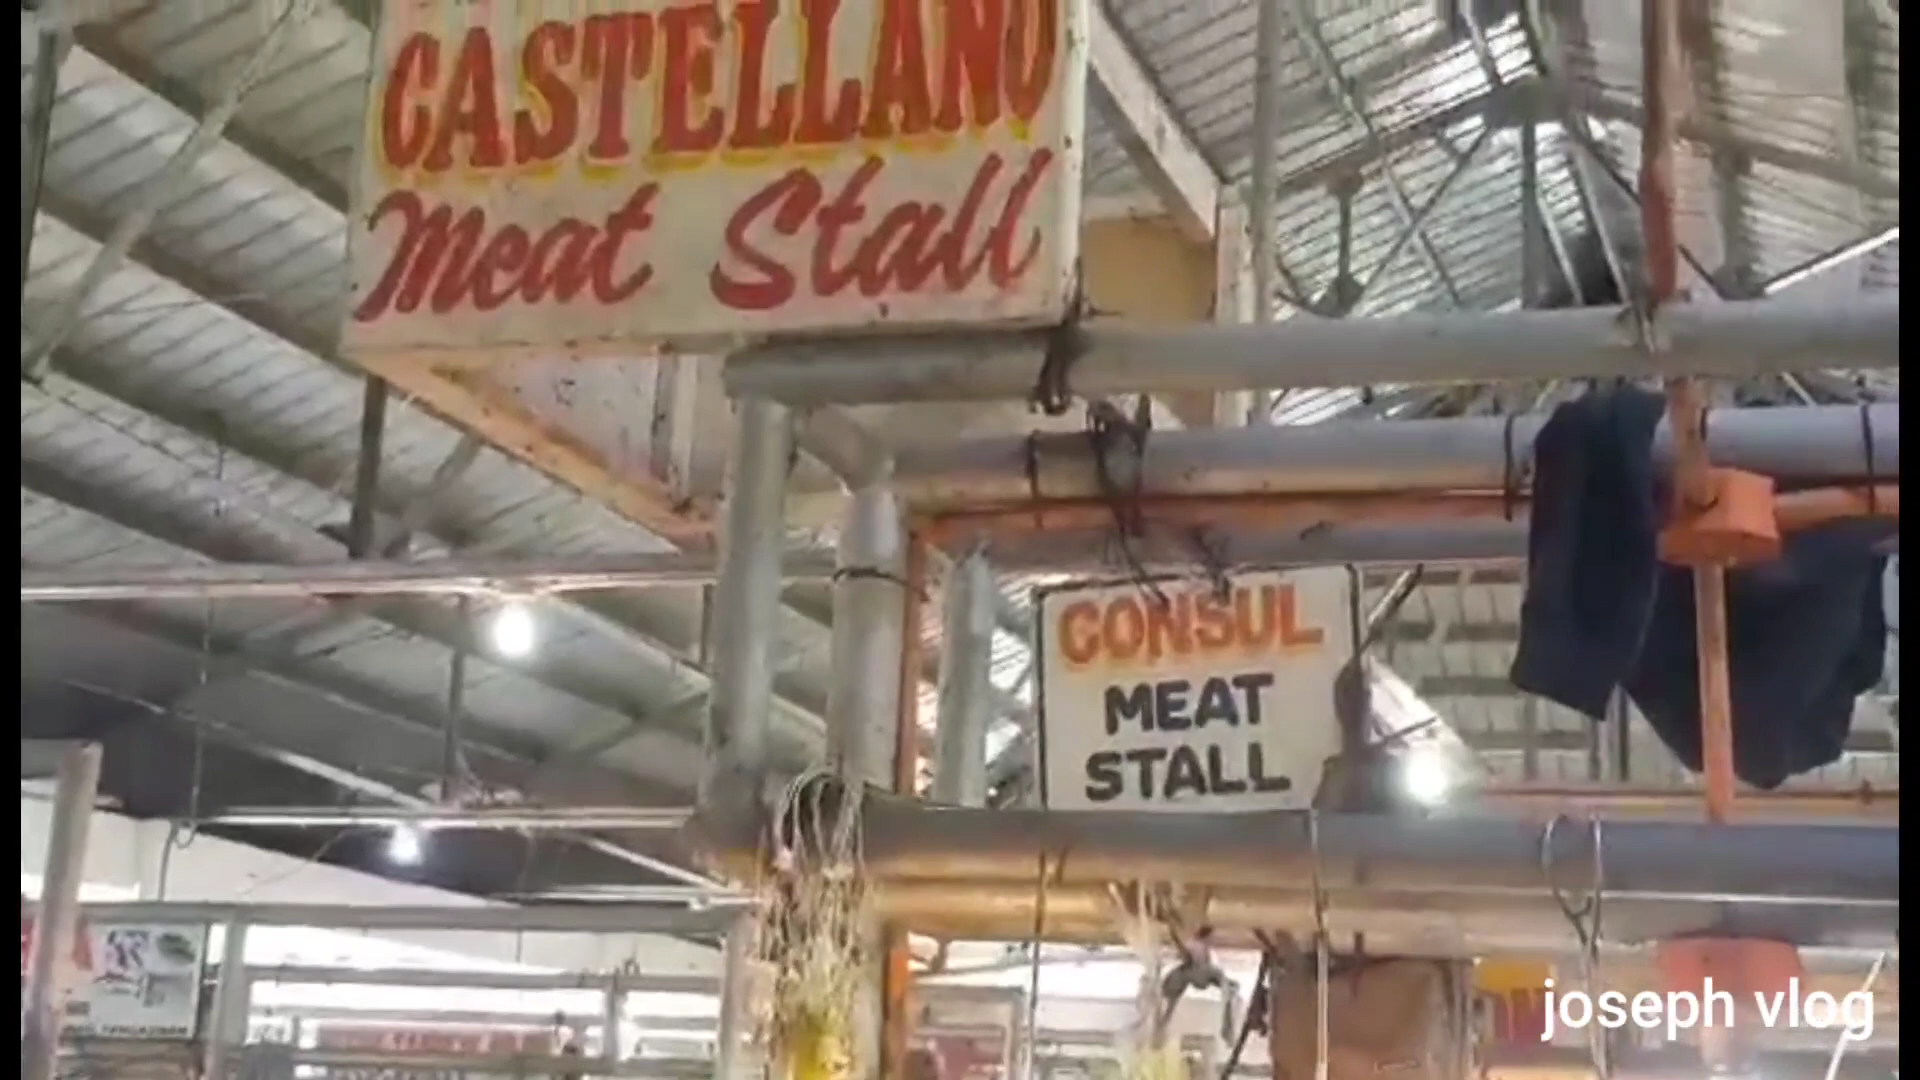 CASTELLANO
Meat Stall
CONSUL
MEAT
STALL
joseph vlog